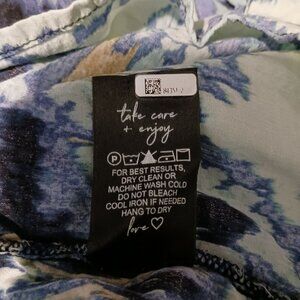 take care
+ enjoy
FOR BEST RESULTS,
DRY CLEAN OR
MACHINE WASH COLD
DO NOT BLEACH
COOL IRON IF NEEDED
HANG TO DRY
love ♡